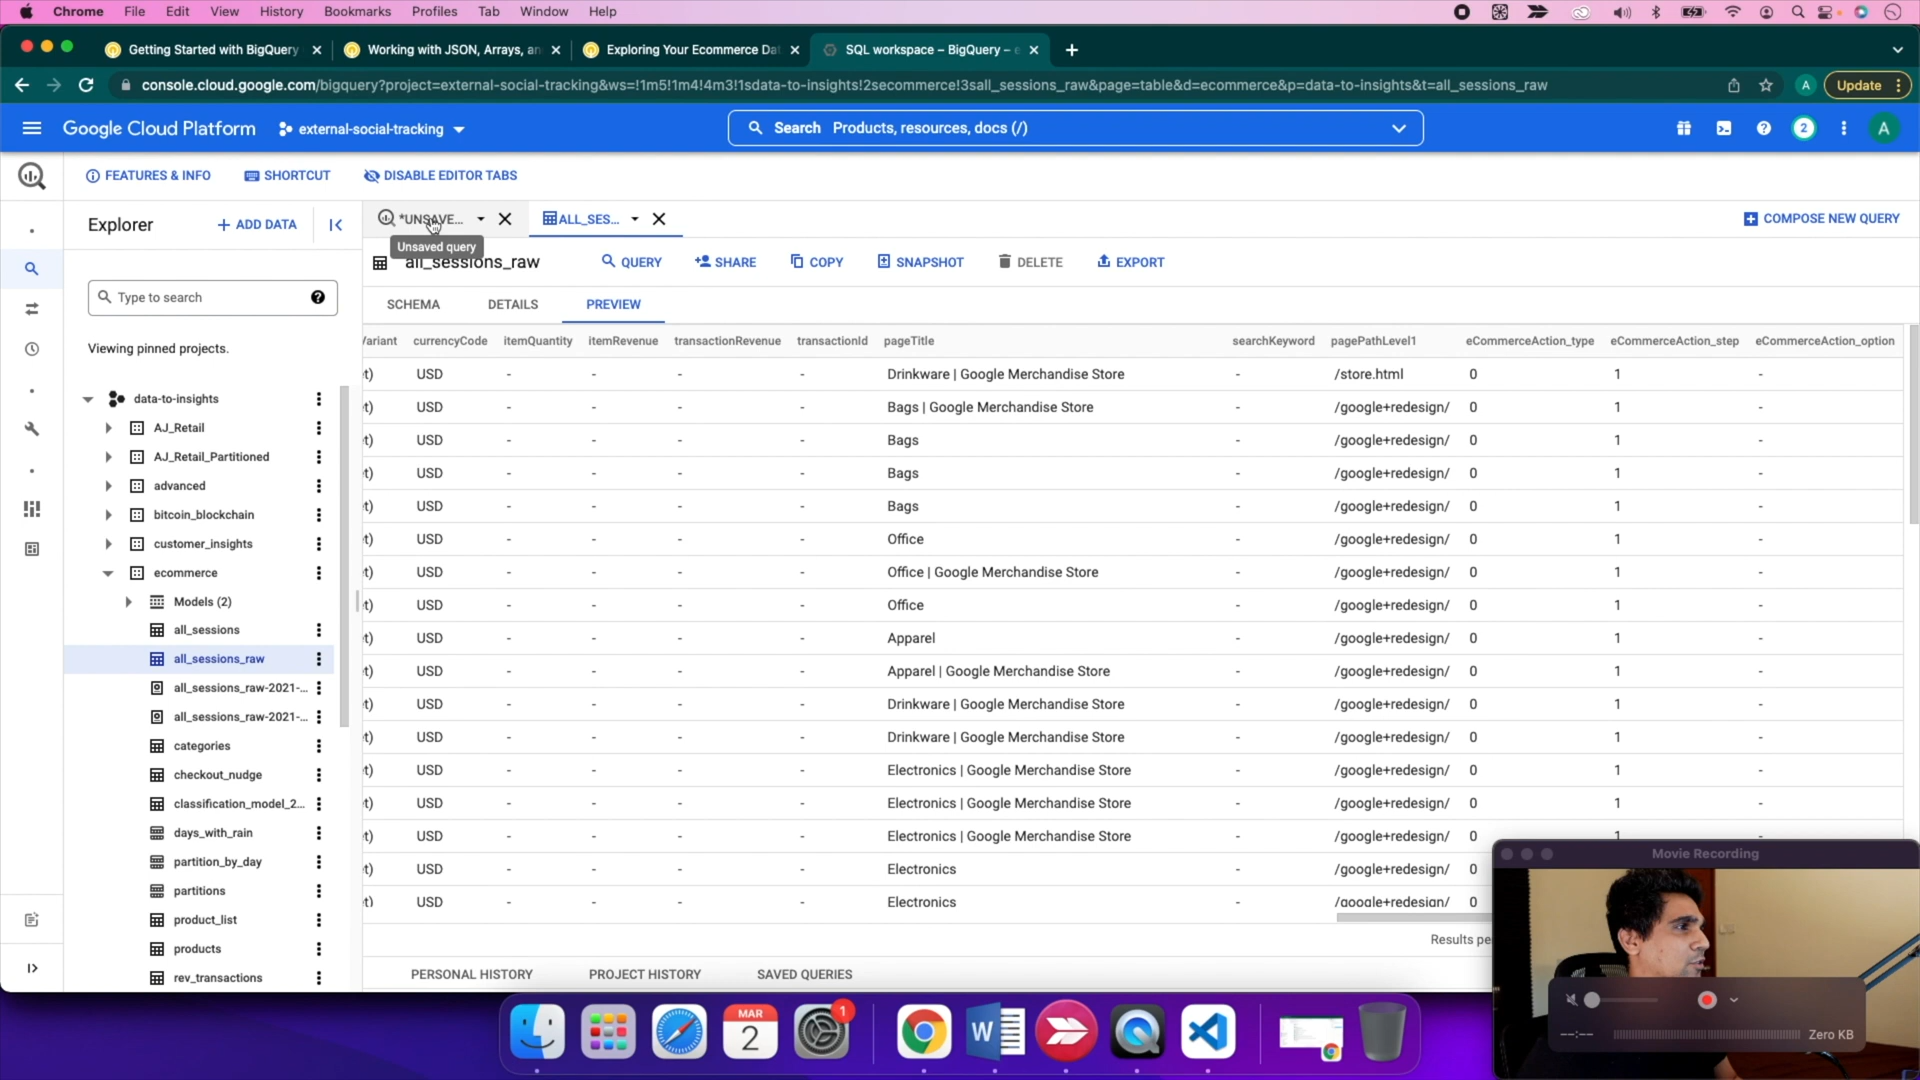 Chrome File Edit View History Bookmarks Profiles Tab Window Help
Getting Started with BigQuery Working with JSON, Arrays, an Exploring Your Ecommerce Da SQL workspace – BigQuery – e
console.cloud.google.com/bigquery?project=external-social-tracking&ws=!1m5!1m4!4m3!1sdata-to-insights!2secommerce!3sall_sessions_raw&page=table&d=ecommerce&p=data-to-insights&t=all_sessions_raw A Update
Google Cloud Platform external-social-tracking Search Products, resources, docs (/) 2 A
FEATURES & INFO SHORTCUT DISABLE EDITOR TABS
Explorer + ADD DATA *UNSAVE... ALL_SES... COMPOSE NEW QUERY
Unsaved query
all_sessions_raw QUERY SHARE COPY SNAPSHOT DELETE EXPORT
Type to search
SCHEMA DETAILS PREVIEW
Viewing pinned projects.
data-to-insights
AJ_Retail
AJ_Retail_Partitioned
advanced
bitcoin_blockchain
customer_insights
ecommerce
Models (2)
all_sessions
all_sessions_raw
all_sessions_raw-2021-...
all_sessions_raw-2021-...
categories
checkout_nudge
classification_model_2...
days_with_rain
partition_by_day
partitions
product_list
products
rev_transactions
Variant currencyCode itemQuantity itemRevenue transactionRevenue transactionId pageTitle searchKeyword pagePathLevel1 eCommerceAction_type eCommerceAction_step eCommerceAction_option
t) USD - - - - Drinkware | Google Merchandise Store - /store.html 0 1 -
t) USD - - - - Bags | Google Merchandise Store - /google+redesign/ 0 1 -
t) USD - - - - Bags - /google+redesign/ 0 1 -
t) USD - - - - Bags - /google+redesign/ 0 1 -
t) USD - - - - Bags - /google+redesign/ 0 1 -
t) USD - - - - Office - /google+redesign/ 0 1 -
t) USD - - - - Office | Google Merchandise Store - /google+redesign/ 0 1 -
t) USD - - - - Office - /google+redesign/ 0 1 -
t) USD - - - - Apparel - /google+redesign/ 0 1 -
t) USD - - - - Apparel | Google Merchandise Store - /google+redesign/ 0 1 -
t) USD - - - - Drinkware | Google Merchandise Store - /google+redesign/ 0 1 -
t) USD - - - - Drinkware | Google Merchandise Store - /google+redesign/ 0 1 -
t) USD - - - - Electronics | Google Merchandise Store - /google+redesign/ 0 1 -
t) USD - - - - Electronics | Google Merchandise Store - /google+redesign/ 0 1 -
t) USD - - - - Electronics | Google Merchandise Store - /google+redesign/ 0 1 -
t) USD - - - - Electronics - /google+redesign/ 0
t) USD - - - - Electronics - /google+redesign/ 0
Results pe
PERSONAL HISTORY PROJECT HISTORY SAVED QUERIES
Movie Recording
--:-- Zero KB
MAR
2
1
W